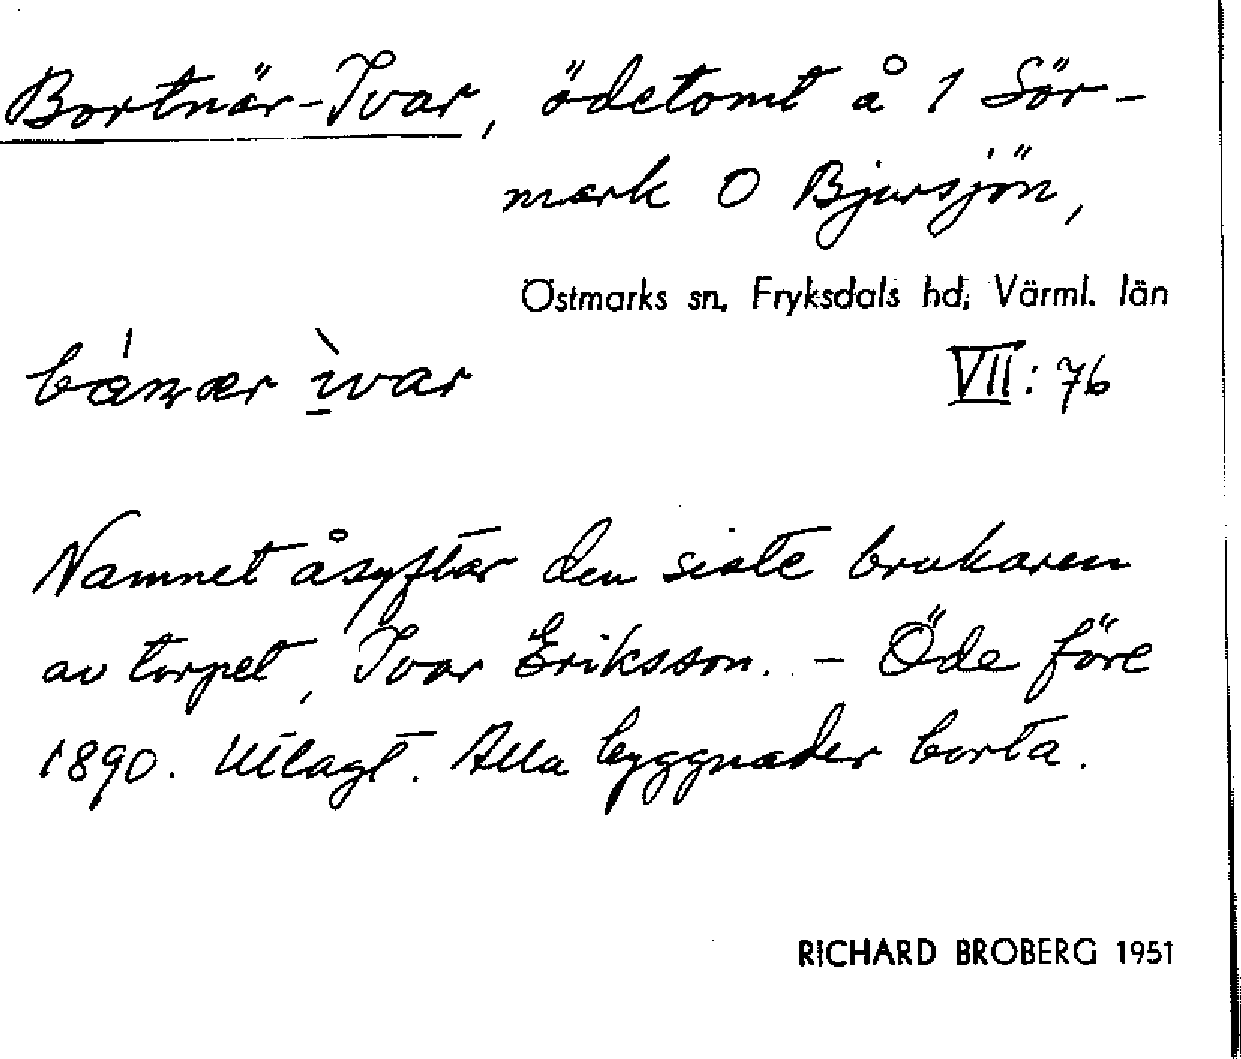 Bortnär-Ivar, ödetomt å 1 Sör-
mark O Bjursjön,
Östmarks sn, Fryksdals hd, Värml. län
ìvar VII: 76
Namnet åsyftar den siste brukaren
av torpet, Ivar Eriksson. - Öde före
1890. Utlagt. Alla byggnader borta.
RICHARD BROBERG 1951